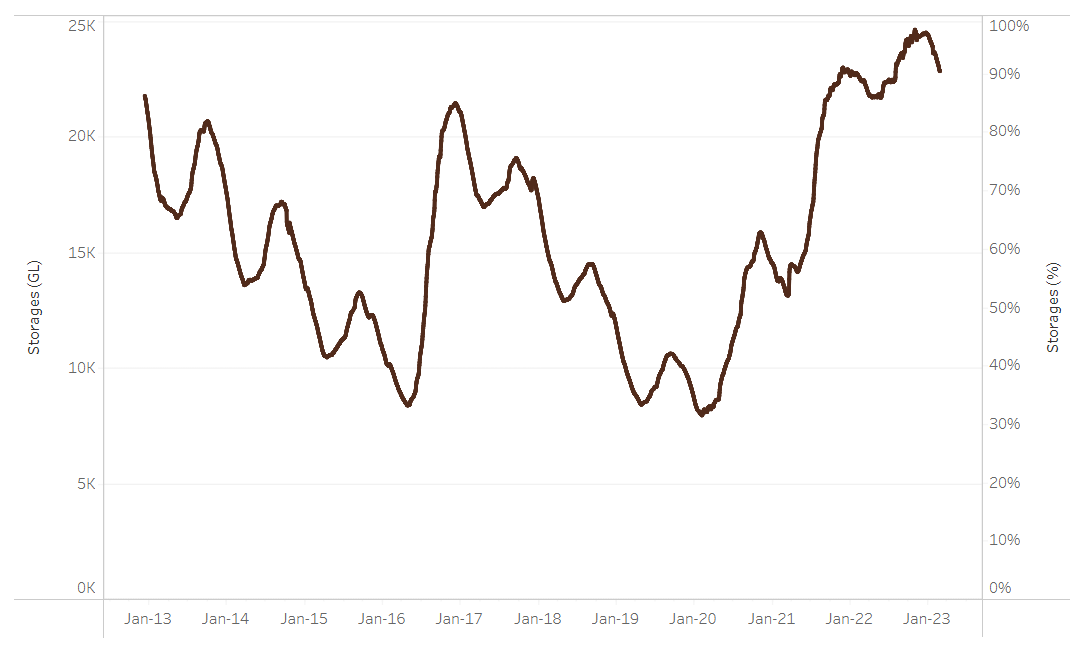 25K
20K
15K
10K
5K
0K
Storages (GL)
100%
90%
80%
70%
60%
50%
40%
30%
20%
10%
0%
Storages (%)
Jan-13 Jan-14 Jan-15 Jan-16 Jan-17 Jan-18 Jan-19 Jan-20 Jan-21 Jan-22 Jan-23